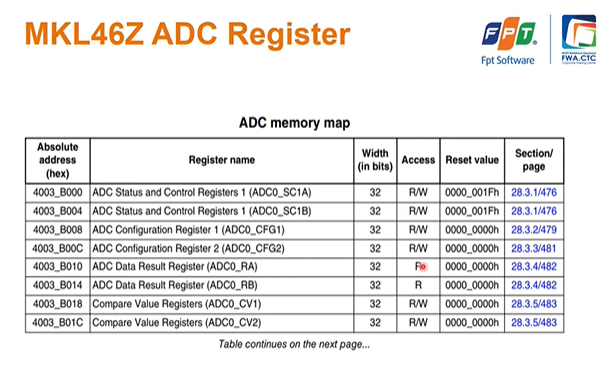 MKL46Z ADC Register
FPT
Fpt Software
FWA.CTC
ADC memory map
Absolute address (hex) Register name Width (in bits) Access Reset value Section/ page
4003_B000 ADC Status and Control Registers 1 (ADC0_SC1A) 32 R/W 0000_001Fh 28.3.1/476
4003_B004 ADC Status and Control Registers 1 (ADC0_SC1B) 32 R/W 0000_001Fh 28.3.1/476
4003_B008 ADC Configuration Register 1 (ADC0_CFG1) 32 R/W 0000_0000h 28.3.2/479
4003_B00C ADC Configuration Register 2 (ADC0_CFG2) 32 R/W 0000_0000h 28.3.3/481
4003_B010 ADC Data Result Register (ADC0_RA) 32 0000_0000h 28.3.4/482
4003_B014 ADC Data Result Register (ADC0_RB) 32 R 0000_0000h 28.3.4/482
4003_B018 Compare Value Registers (ADC0_CV1) 32 R/W 0000_0000h 28.3.5/483
4003_B01C Compare Value Registers (ADC0_CV2) 32 R/W 0000_0000h 28.3.5/483
Table continues on the next page...